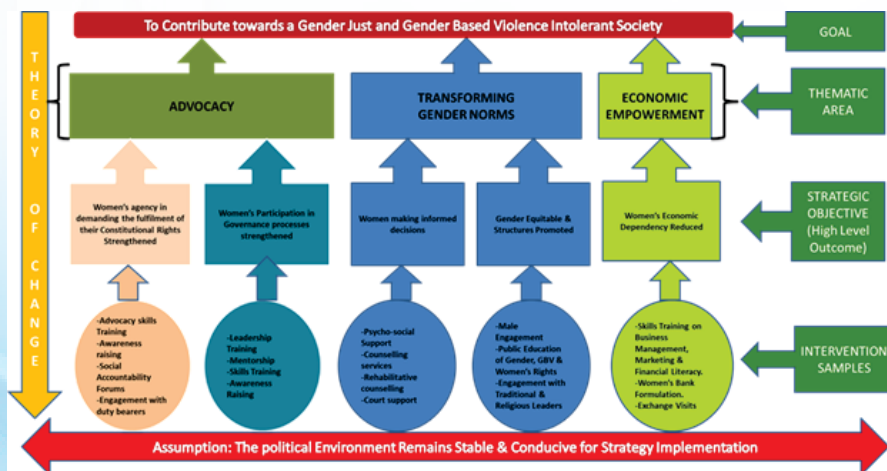 To Contribute towards a Gender Just and Gender Based Violence Intolerant Society
GOAL
THEORY OF CHANGE
ADVOCACY
TRANSFORMING
GENDER NORMS
ECONOMIC
EMPOWERMENT
THEMATIC
AREA
Women's agency in
demanding the fulfilment of
their Constitutional Rights
Strengthened
Women's Participation in
Governance processes
strengthened
Women making informed
decisions
Gender Equitable &
Structures Promoted
Women's Economic
Dependency Reduced
STRATEGIC
OBJECTIVE
(High Level
Outcome)
-Advocacy skills
Training
-Awareness
raising
-Social
Accountability
Forums
-Engagement with
duty bearers
-Leadership
Training
-Mentorship
-Skills Training
-Awareness
Raising
-Psycho-social
Support
-Counselling
services
-Rehabilitative
counselling
-Court support
-Male
Engagement
-Public Education
of Gender, GBV &
Women's Rights
-Engagement with
Traditional &
Religious Leaders
-Skills Training on
Business
Management,
Marketing &
Financial Literacy.
-Women's Bank
Formulation.
-Exchange Visits
INTERVENTION
SAMPLES
Assumption: The political Environment Remains Stable & Conducive for Strategy Implementation